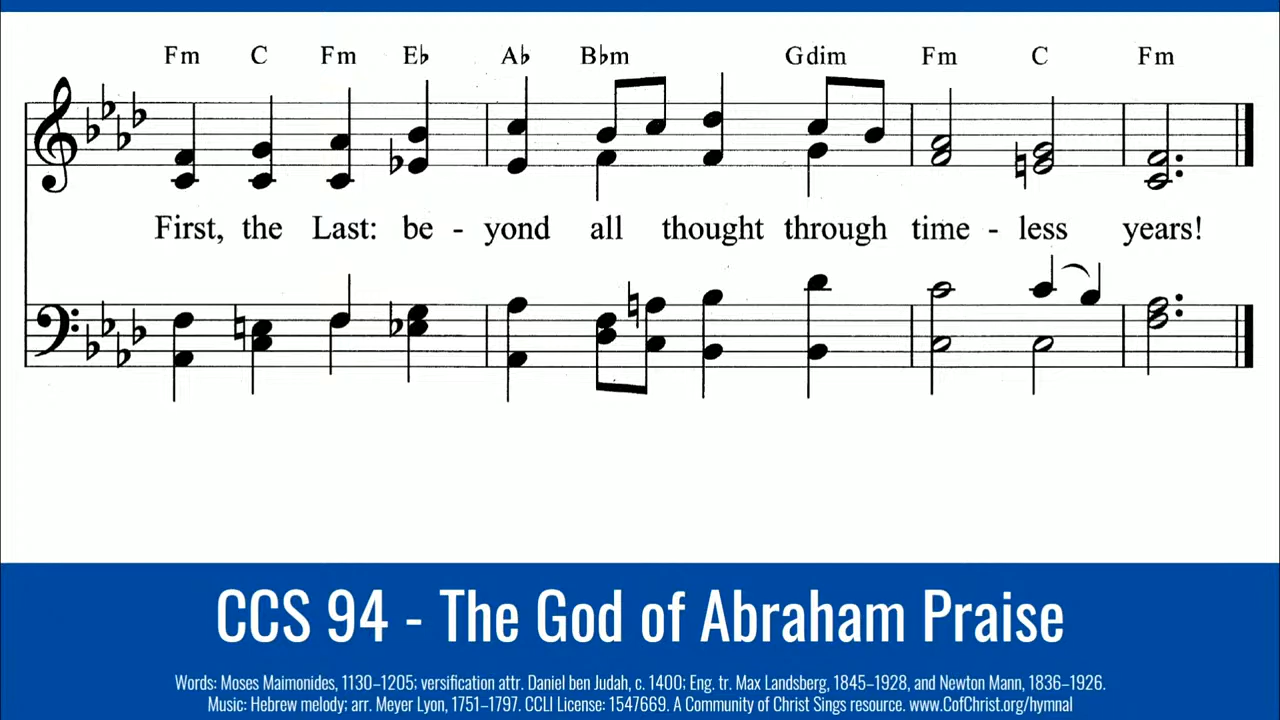 Fm C Fm E♭ A♭ B♭m Gdim Fm C Fm
First, the Last: be - yond all thought through time - less years!
CCS 94 - The God of Abraham Praise
Words: Moses Maimonides, 1130–1205; versification attr. Daniel ben Judah, c. 1400; Eng. tr. Max Landsberg, 1845–1928, and Newton Mann, 1836–1926.
Music: Hebrew melody; arr. Meyer Lyon, 1751–1797. CCLI License: 1547669. A Community of Christ Sings resource. www.CofChrist.org/hymnal